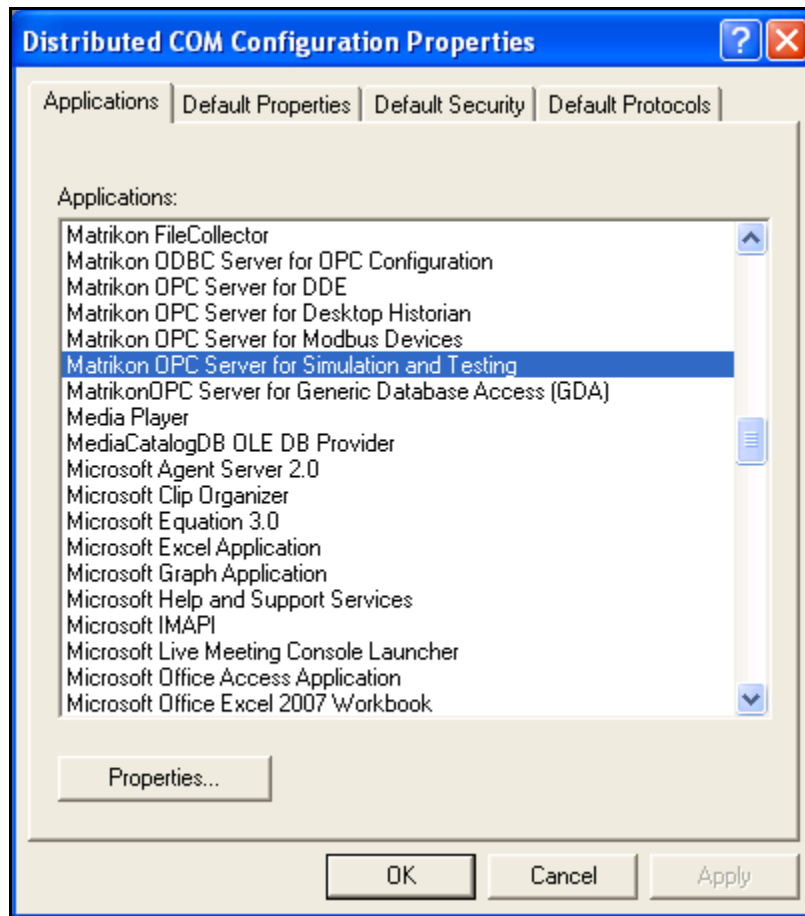 Distributed COM Configuration Properties
Applications Default Properties Default Security Default Protocols
Applications:
Matrikon FileCollector
Matrikon ODBC Server for OPC Configuration
Matrikon OPC Server for DDE
Matrikon OPC Server for Desktop Historian
Matrikon OPC Server for Modbus Devices
Matrikon OPC Server for Simulation and Testing
MatrikonOPC Server for Generic Database Access (GDA)
Media Player
MediaCatalogDB OLE DB Provider
Microsoft Agent Server 2.0
Microsoft Clip Organizer
Microsoft Equation 3.0
Microsoft Excel Application
Microsoft Graph Application
Microsoft Help and Support Services
Microsoft IMAPI
Microsoft Live Meeting Console Launcher
Microsoft Office Access Application
Microsoft Office Excel 2007 Workbook
Properties...
OK Cancel Apply